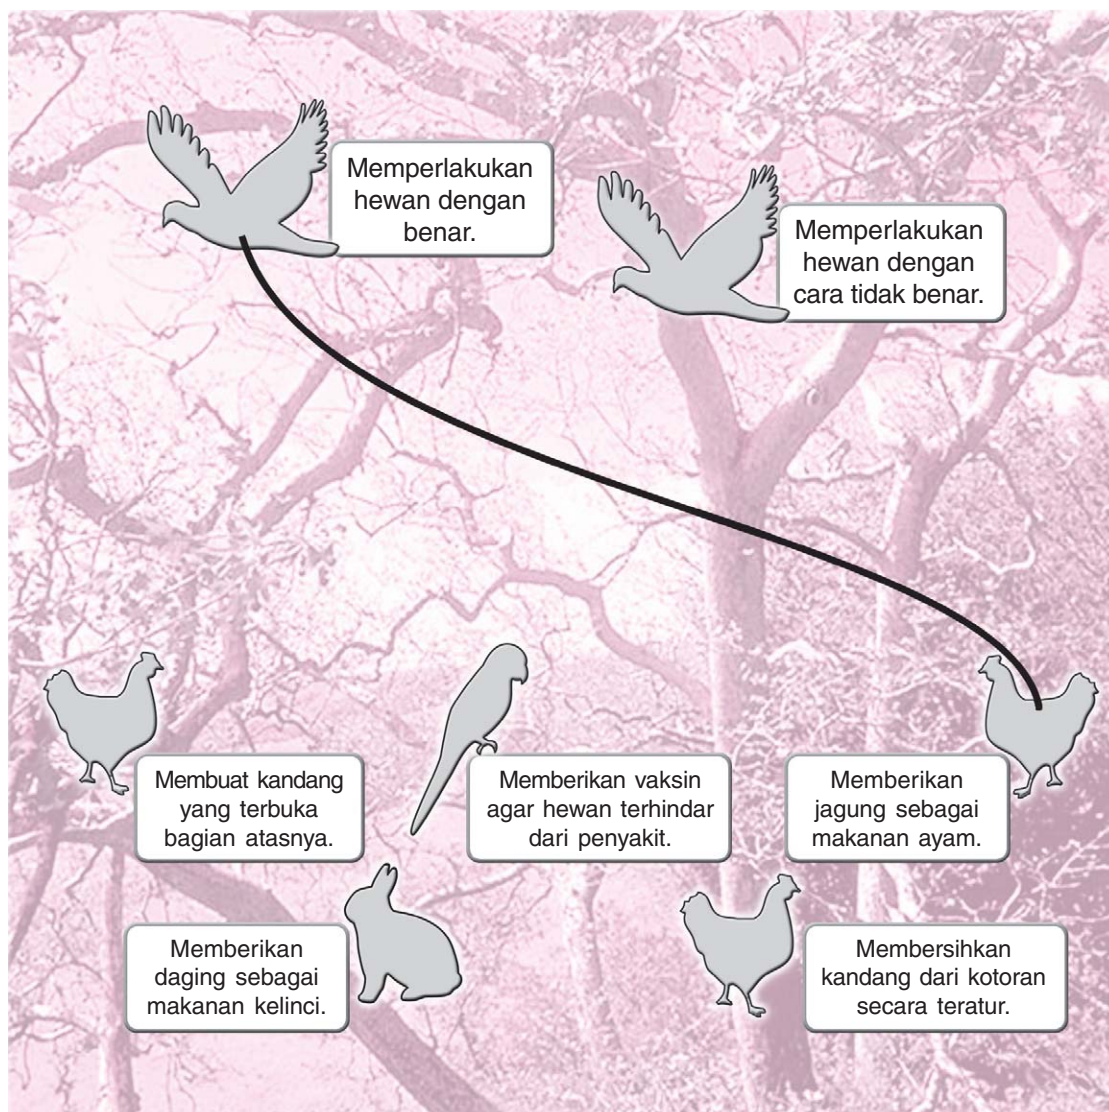 Memperlakukan
hewan dengan
benar.
Memperlakukan
hewan dengan
cara tidak benar.
Membuat kandang
yang terbuka
bagian atasnya.
Memberikan vaksin
agar hewan terhindar
dari penyakit.
Memberikan
jagung sebagai
makanan ayam.
Memberikan
daging sebagai
makanan kelinci.
Membersihkan
kandang dari kotoran
secara teratur.